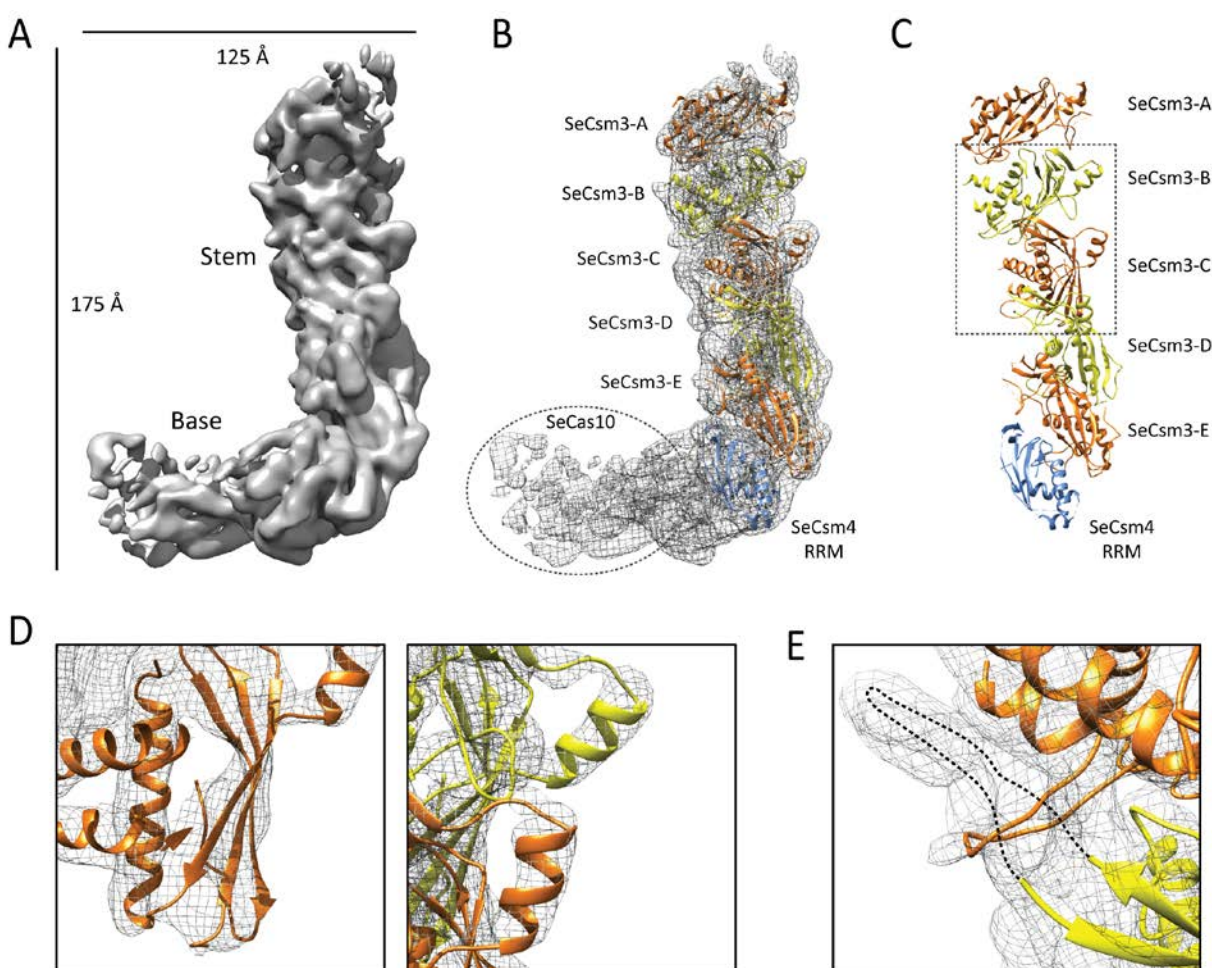 A
125 Å
175 Å
Stem
Base
B
SeCsm3-A
SeCsm3-B
SeCsm3-C
SeCsm3-D
SeCsm3-E
SeCas10
SeCsm4
RRM
C
SeCsm3-A
SeCsm3-B
SeCsm3-C
SeCsm3-D
SeCsm3-E
SeCsm4
RRM
D
E